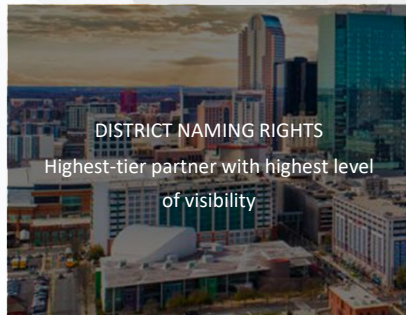 DISTRICT NAMING RIGHTS
Highest-tier partner with highest level
of visibility